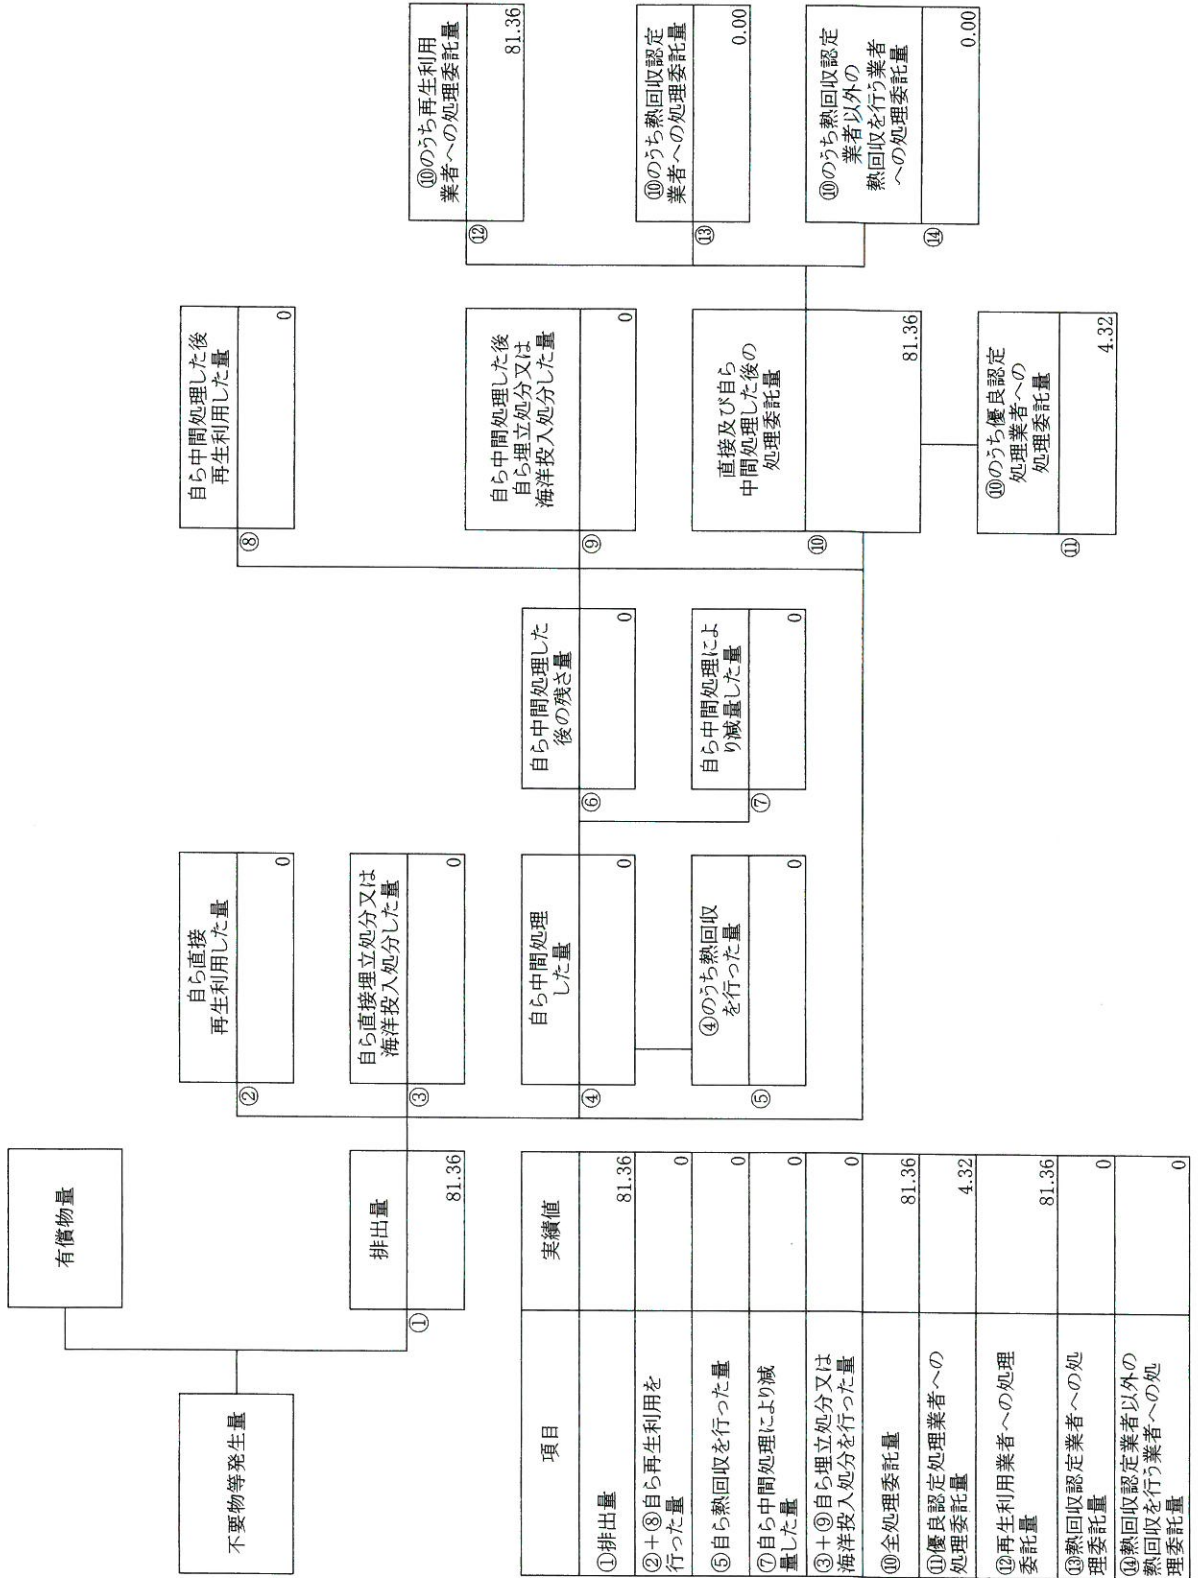 不要物等発生量
有償物量
①
排出量
81.36
②
自ら直接
再生利用した量
0
③
自ら直接埋立処分又は
海洋投入処分した量
0
④
自ら中間処理
した量
0
⑤
④のうち熱回収
を行った量
0
⑥
自ら中間処理した
後の残さ量
0
⑦
自ら中間処理によ
り減量した量
0
⑧
自ら中間処理した後
再生利用した量
0
⑨
自ら中間処理した後
自ら埋立処分又は
海洋投入処分した量
0
⑩
直接及び自ら
中間処理した後の
処理委託量
81.36
⑪
⑩のうち優良認定
処理業者への
処理委託量
4.32
⑫
⑩のうち再生利用
業者への処理委託量
81.36
⑬
⑩のうち熱回収認定
業者への処理委託量
0.00
⑭
⑩のうち熱回収認定
業者以外の
熱回収を行う業者
への処理委託量
0.00
項目 実績値
①排出量 81.36
②+⑧自ら再生利用を
行った量 0
⑤自ら熱回収を行った量 0
⑦自ら中間処理により減
量した量 0
③+⑨自ら埋立処分又は
海洋投入処分を行った量 0
⑩全処理委託量 81.36
⑪優良認定処理業者への
処理委託量 4.32
⑫再生利用業者への処理
委託量 81.36
⑬熱回収認定業者への処
理委託量 0
⑭熱回収認定業者以外の
熱回収を行う業者への処
理委託量 0